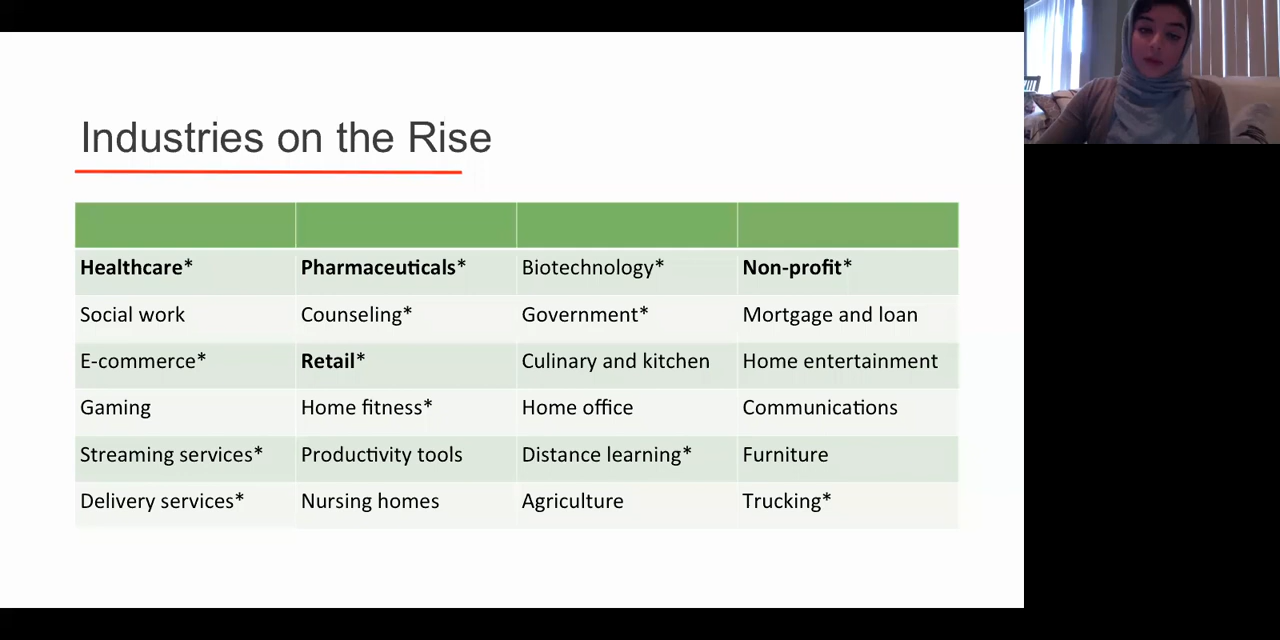 Industries on the Rise
Healthcare* Pharmaceuticals* Biotechnology* Non-profit*
Social work Counseling* Government* Mortgage and loan
E-commerce* Retail* Culinary and kitchen Home entertainment
Gaming Home fitness* Home office Communications
Streaming services* Productivity tools Distance learning* Furniture
Delivery services* Nursing homes Agriculture Trucking*